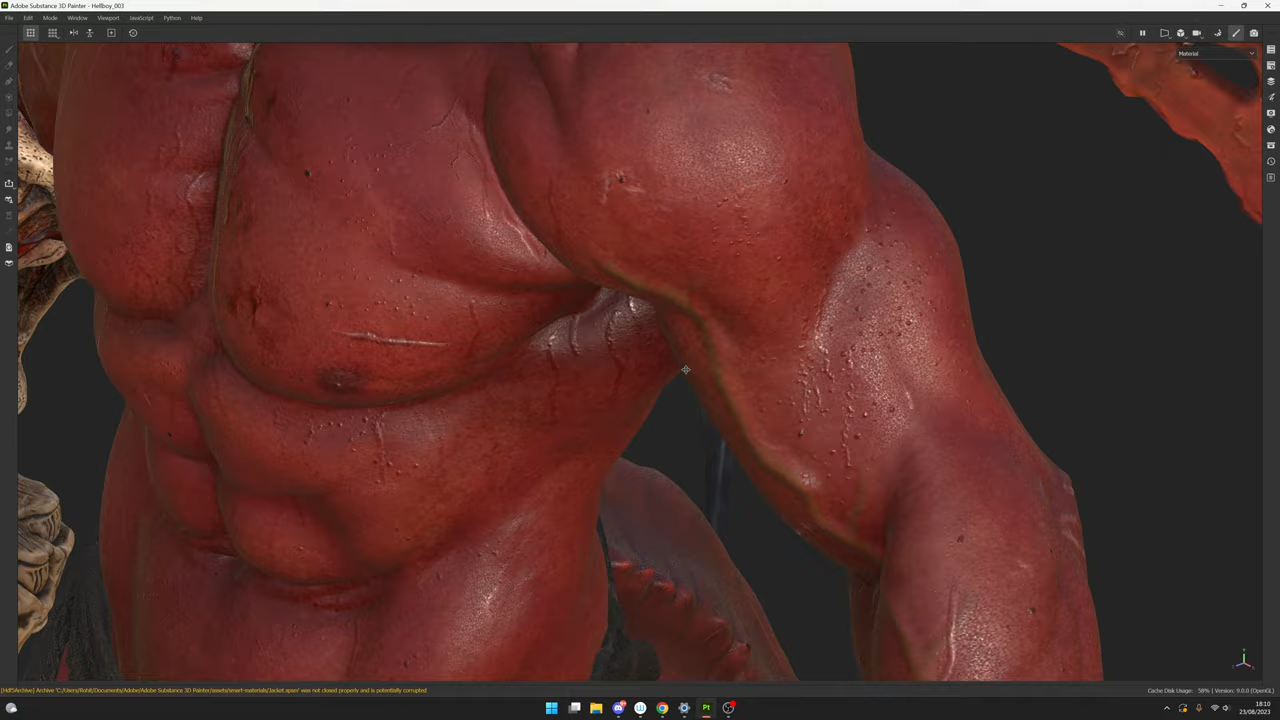 Adobe Substance 3D Painter - Hellboy_003
File Edit Mode Window Viewport JavaScript Python Help
Material
[Hdf5Archive] Archive 'C:/Users/Rohit/Documents/Adobe/Adobe Substance 3D Painter/assets/smart-materials/Jacket.spsm' was not closed properly and is potentially corrupted
Cache Disk Usage: 58% | Version: 9.0.0 (OpenGL)
Pt
18:10
23/08/2023